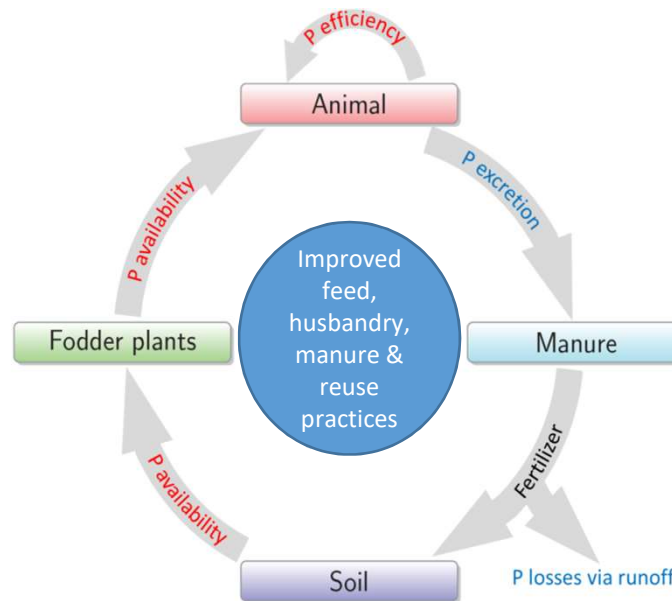 P efficiency
Animal
P availability
P excretion
Improved
feed,
husbandry,
manure &
reuse
practices
Fodder plants
Manure
P availability
Fertilizer
Soil
P losses via runoff